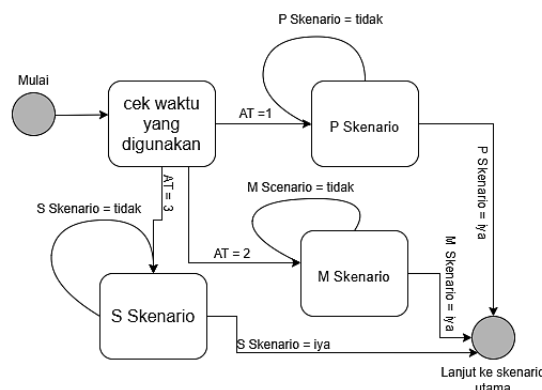 P Skenario = tidak
Mulai
cek waktu
yang
digunakan
AT =1
P Skenario
P Skenario = iya
AT = 3
S Skenario = tidak
M Scenario = tidak
AT = 2
M Skenario
M Skenario = iya
S Skenario
S Skenario = iya
Lanjut ke skenario
utama